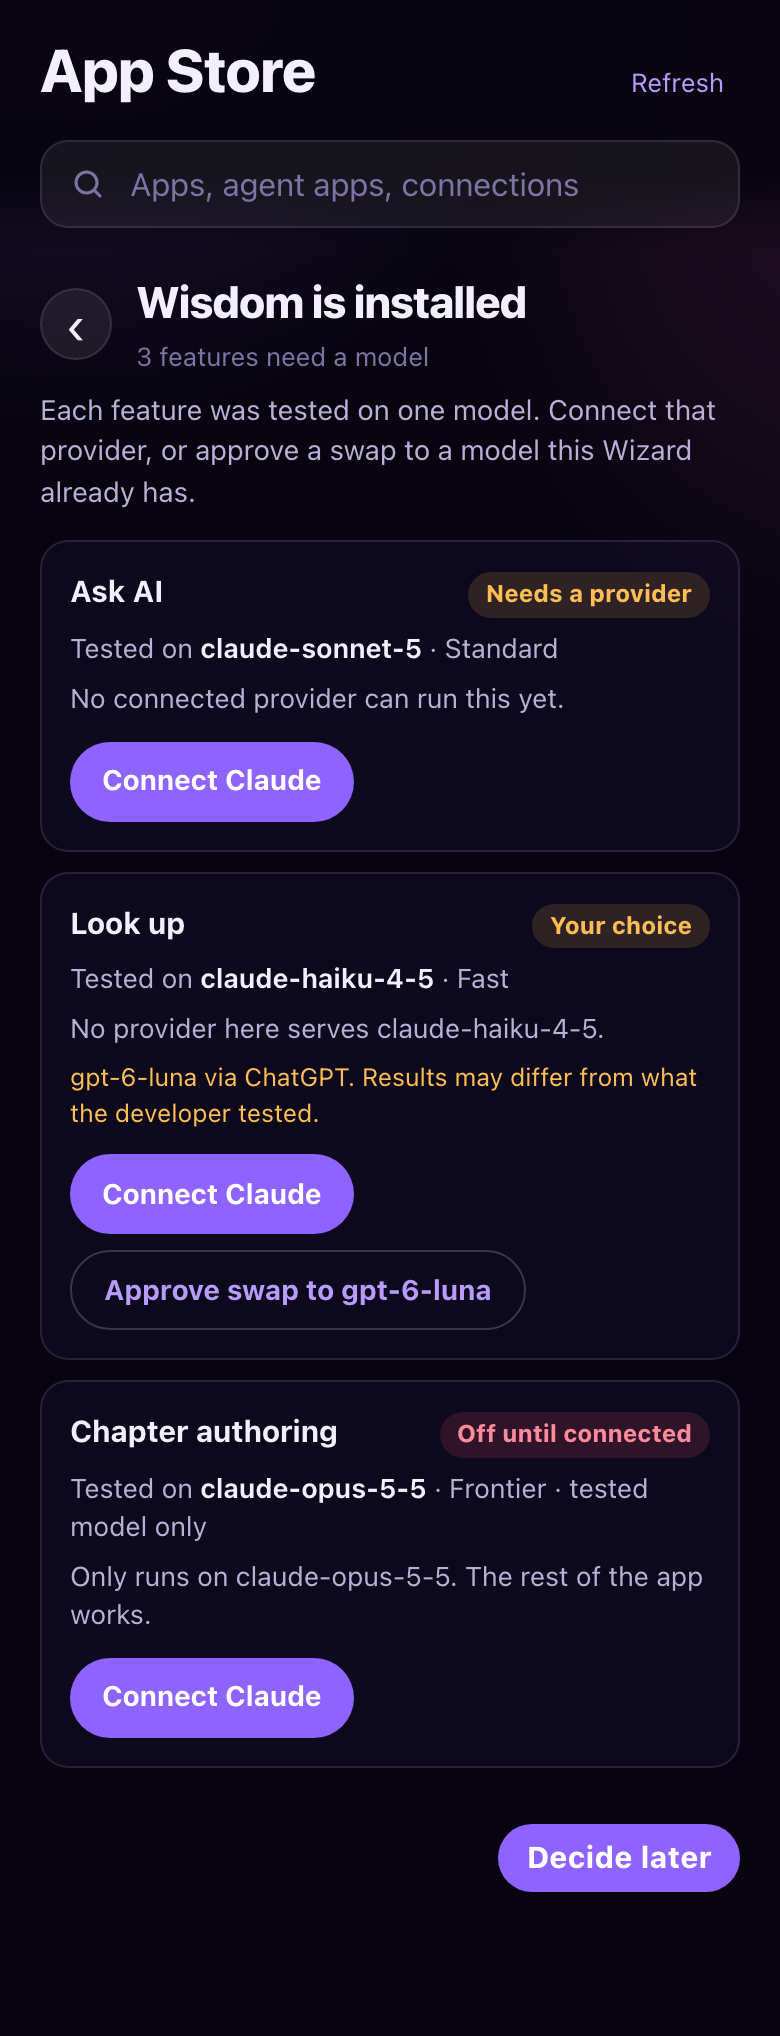 App Store
Refresh
Apps, agent apps, connections
Wisdom is installed
3 features need a model
Each feature was tested on one model. Connect that
provider, or approve a swap to a model this Wizard
already has.
Ask AI
Needs a provider
Tested on claude-sonnet-5 · Standard
No connected provider can run this yet.
Connect Claude
Look up
Your choice
Tested on claude-haiku-4-5 · Fast
No provider here serves claude-haiku-4-5.
gpt-6-luna via ChatGPT. Results may differ from what
the developer tested.
Connect Claude
Approve swap to gpt-6-luna
Chapter authoring
Off until connected
Tested on claude-opus-5-5 · Frontier · tested
model only
Only runs on claude-opus-5-5. The rest of the app
works.
Connect Claude
Decide later